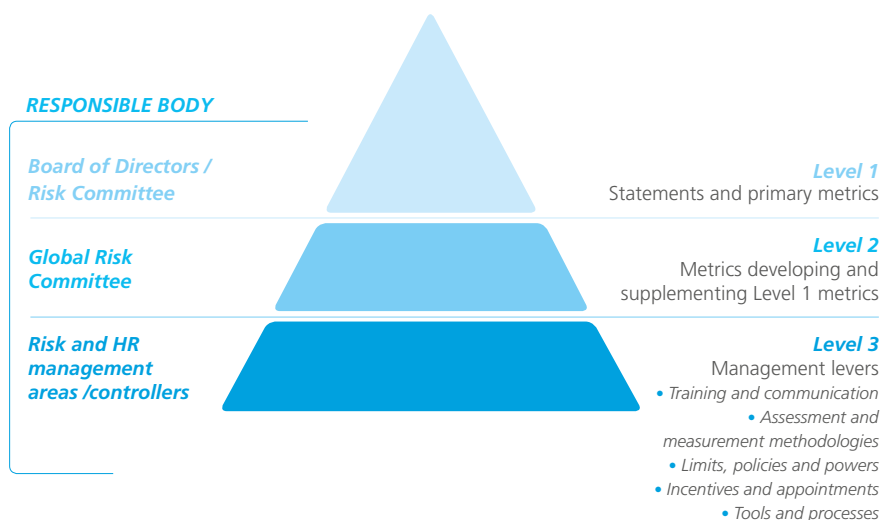 RESPONSIBLE BODY
Board of Directors /
Risk Committee
Level 1
Statements and primary metrics
Global Risk
Committee
Level 2
Metrics developing and
supplementing Level 1 metrics
Risk and HR
management
areas /controllers
Level 3
Management levers
• Training and communication
• Assessment and
measurement methodologies
• Limits, policies and powers
• Incentives and appointments
• Tools and processes